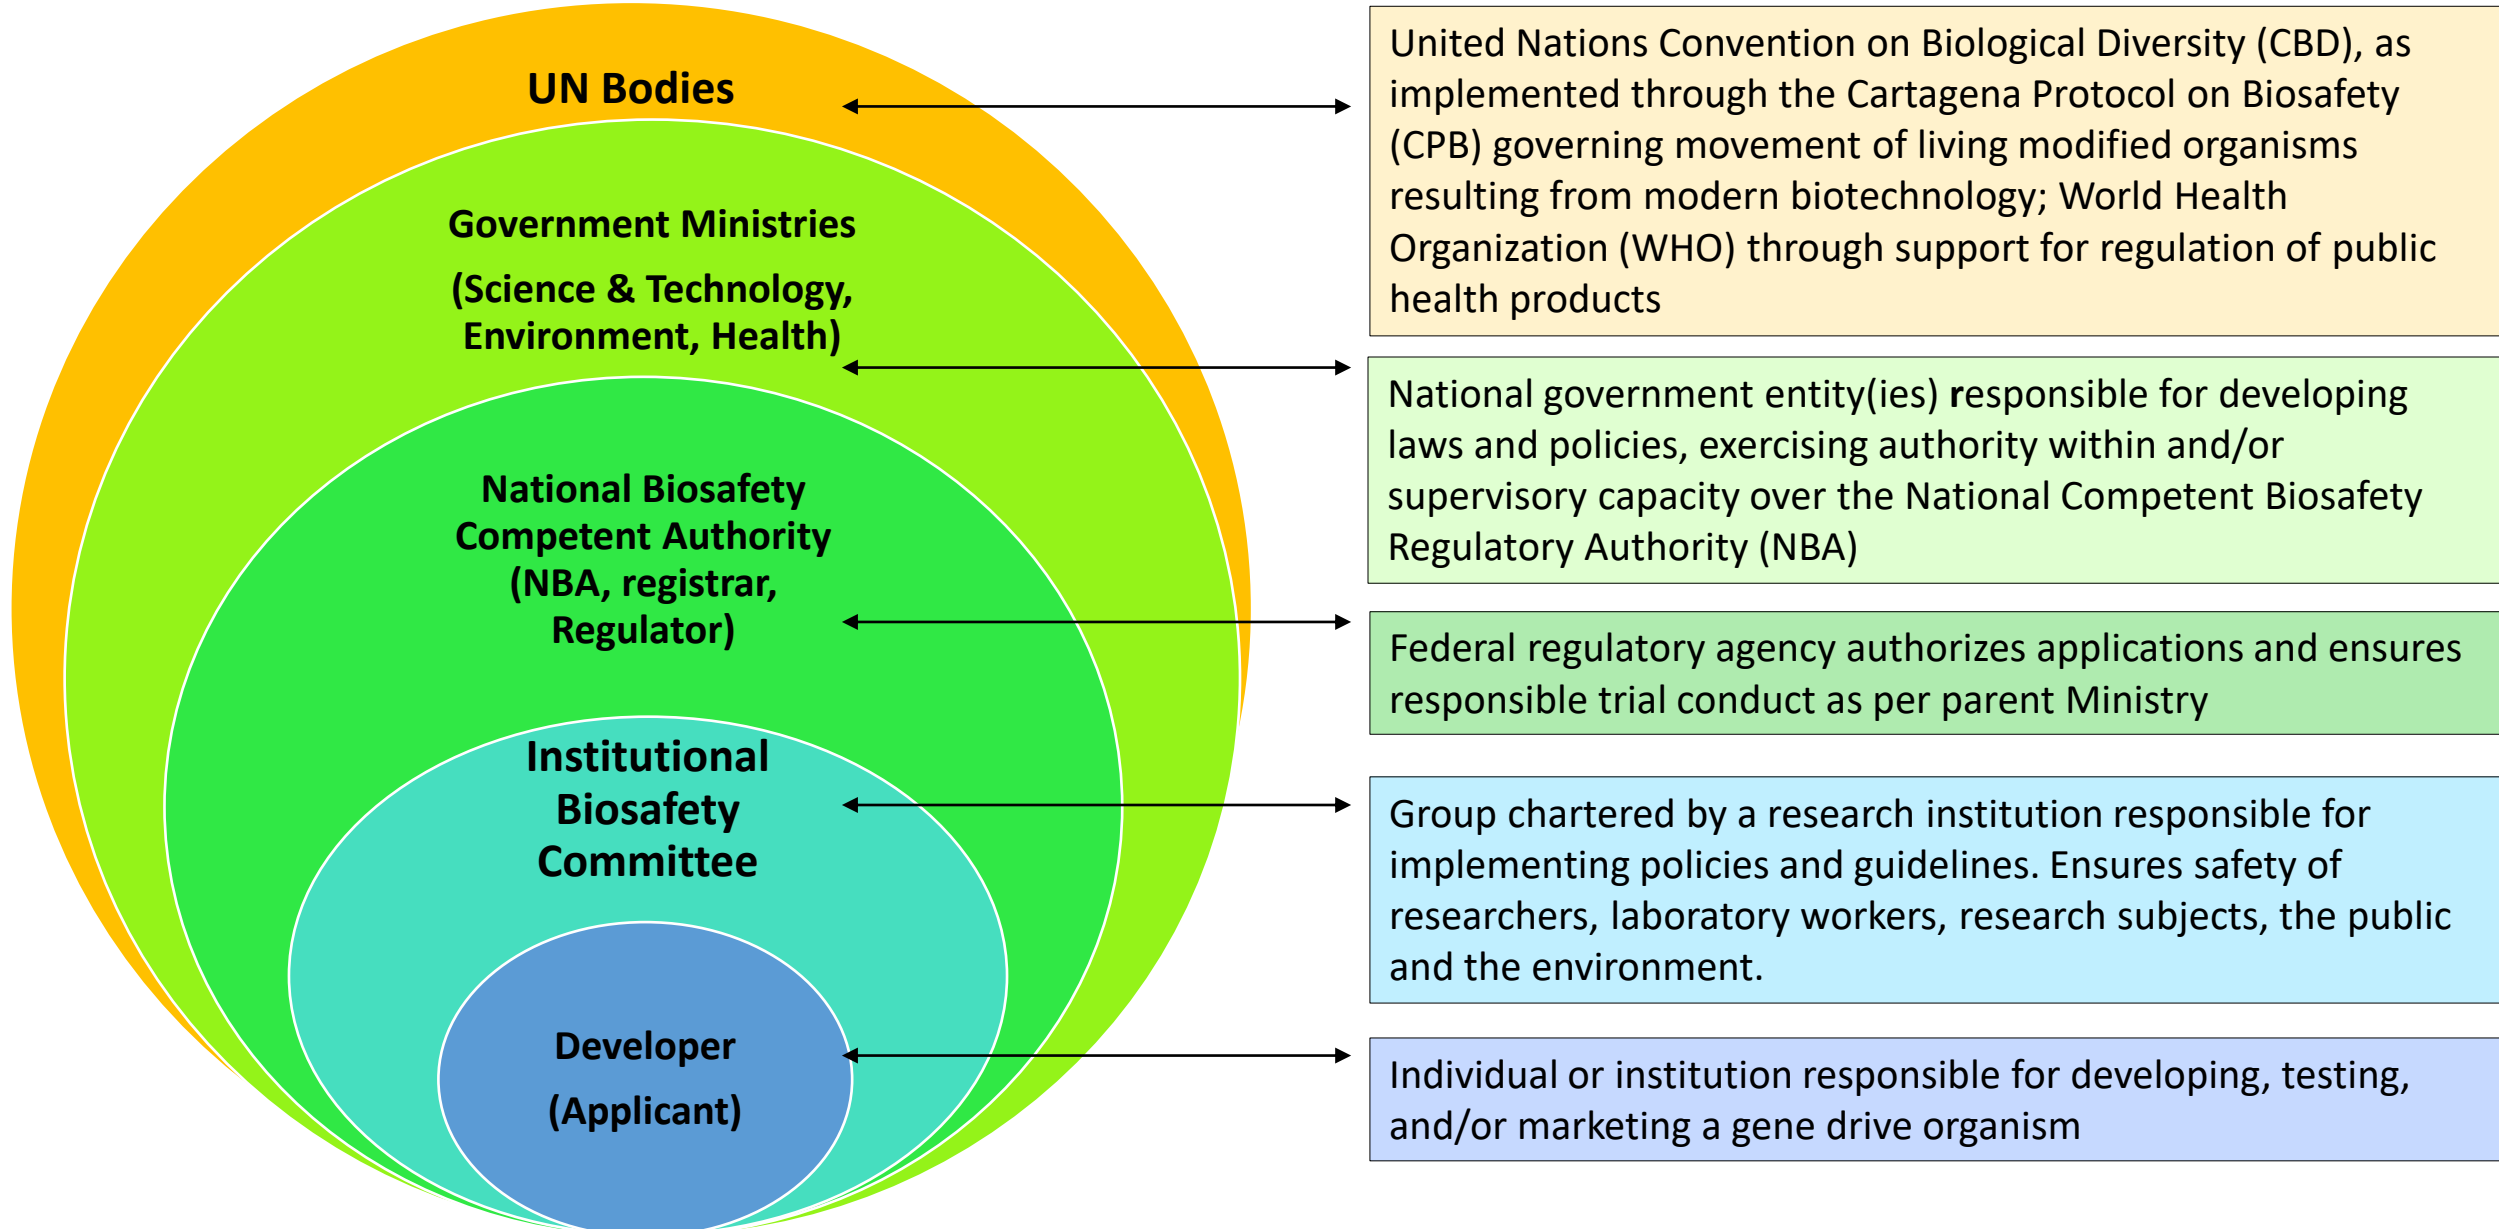 UN Bodies
United Nations Convention on Biological Diversity (CBD), as
implemented through the Cartagena Protocol on Biosafety
(CPB) governing movement of living modified organisms
resulting from modern biotechnology; World Health
Organization (WHO) through support for regulation of public
health products
Government Ministries
(Science & Technology,
Environment, Health)
National government entity(ies) responsible for developing
laws and policies, exercising authority within and/or
supervisory capacity over the National Competent Biosafety
Regulatory Authority (NBA)
National Biosafety
Competent Authority
(NBA, registrar,
Regulator)
Federal regulatory agency authorizes applications and ensures
responsible trial conduct as per parent Ministry
Institutional
Biosafety
Committee
Group chartered by a research institution responsible for
implementing policies and guidelines. Ensures safety of
researchers, laboratory workers, research subjects, the public
and the environment.
Developer
(Applicant)
Individual or institution responsible for developing, testing,
and/or marketing a gene drive organism